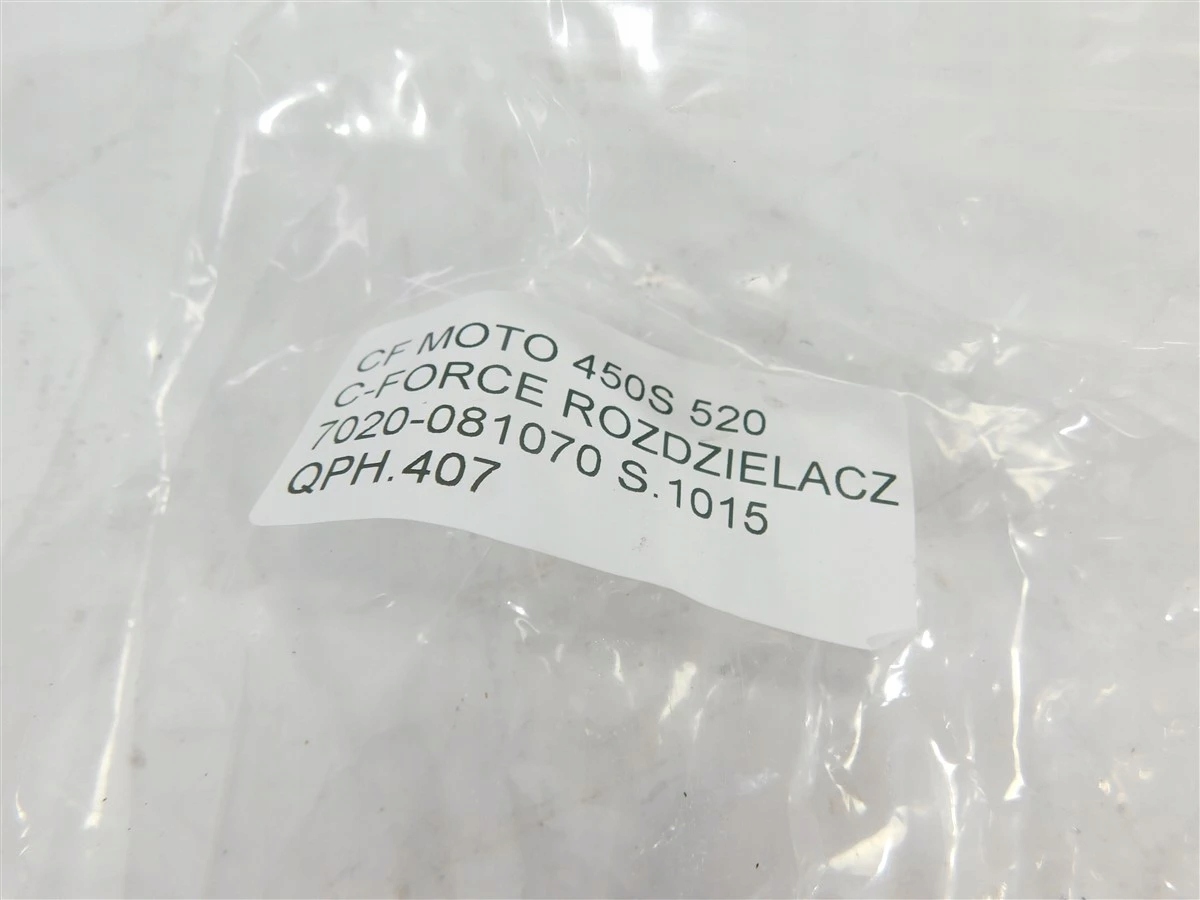 CF MOTO 450S 520
C-FORCE ROZDZIELACZ
7020-081070 S.1015
QPH.407